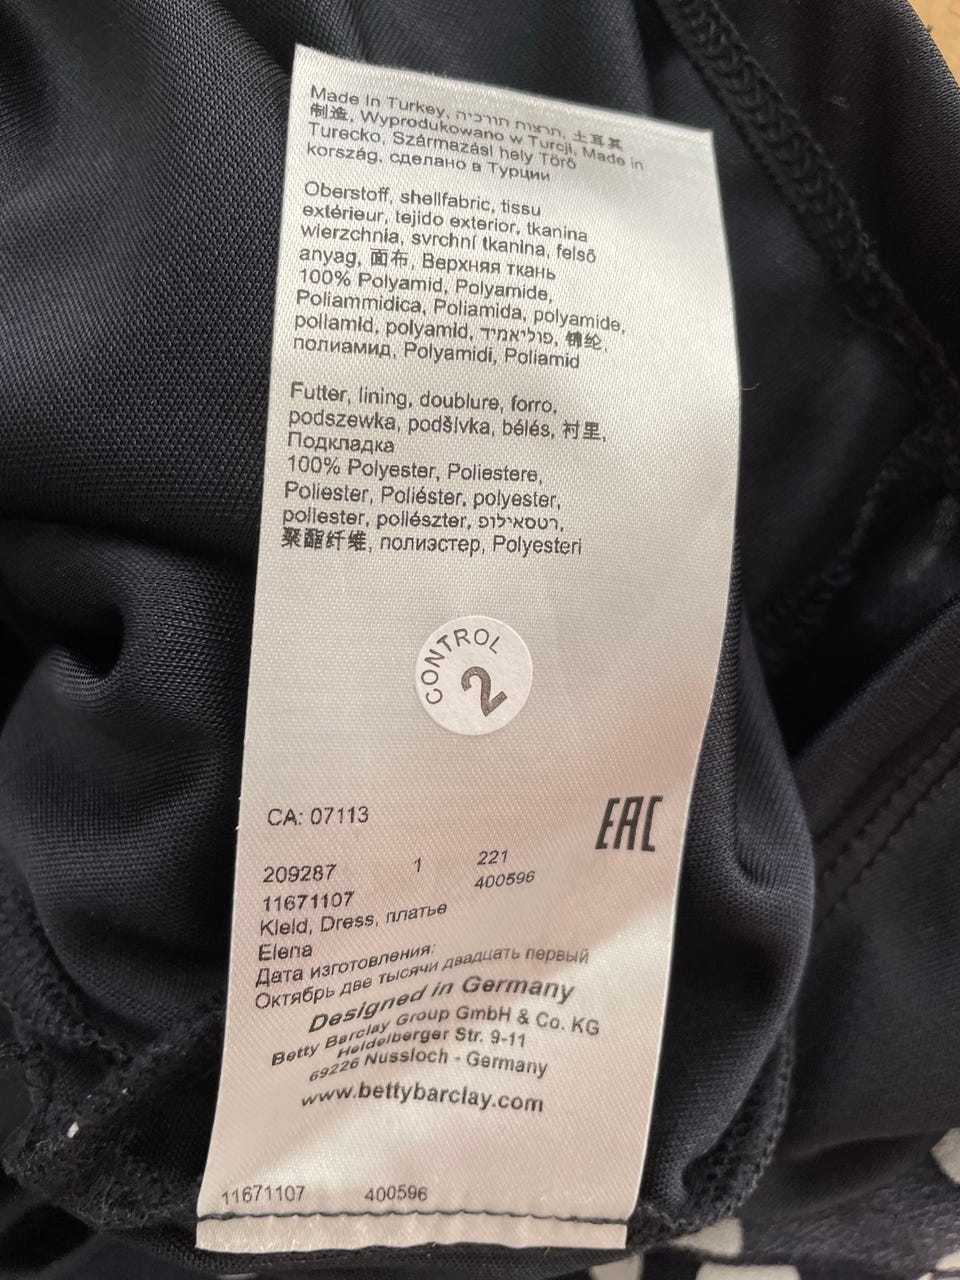 Made in Turkey, תוצרת תורכיה, 土耳其
制造, Wyprodukowano w Turcji, Made in
Turecko, Származási hely Törö
kország, сделано в Турции
Oberstoff, shellfabric, tissu
extérieur, tejido exterior, tkanina
wierzchnia, svrchní tkanina, felső
anyag, 面布, Верхняя ткань
100% Polyamid, Polyamide,
Poliammidica, Poliamida, polyamide,
poliamid, polyamid, פוליאמיד, 锦纶,
полиамид, Polyamidi, Poliamid
Futter, lining, doublure, forro,
podszewka, podšívka, bélés, 衬里,
Подкладка
100% Polyester, Poliestere,
Poliester, Poliéster, polyester,
poliester, poliészter, רטסאילופ,
聚酯纤维, полиэстер, Polyesteri
CONTROL
2
CA: 07113
EAC
209287 1 221
11671107 400596
Kleid, Dress, платье
Elena
Дата изготовления:
Октябрь две тысячи двадцать первый
Designed in Germany
Betty Barclay Group GmbH & Co. KG
Heidelberger Str. 9-11
69226 Nussloch - Germany
www.bettybarclay.com
11671107 400596